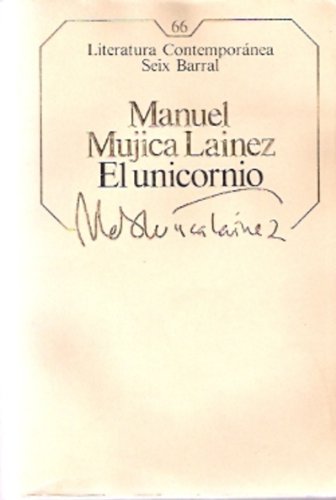 66
Literatura Contemporánea
Seix Barral
Manuel
Mujica Lainez
El unicornio